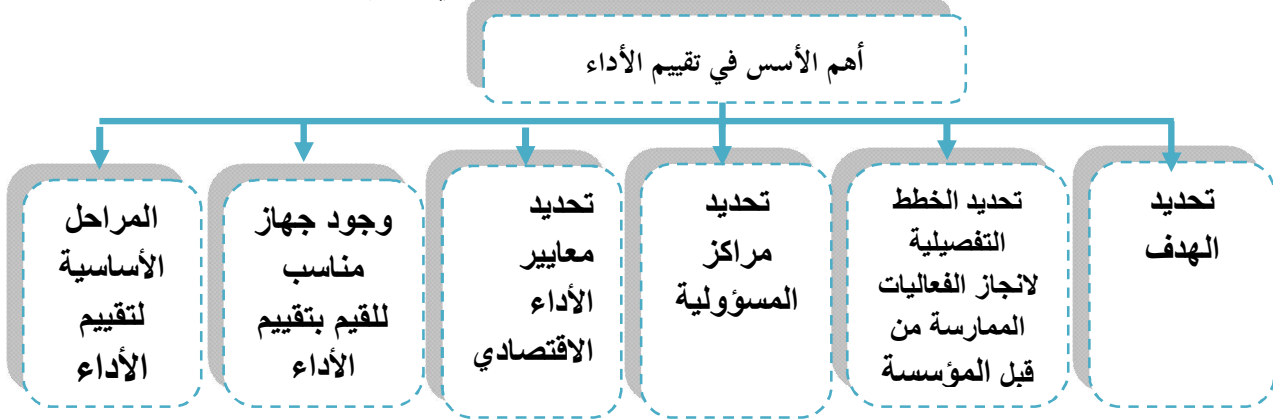 أهم الأسس في تقييم الأداء
تحديد
الهدف
تحديد الخطط
التفصيلية
لانجاز الفعاليات
الممارسة من
قبل المؤسسة
تحديد
مراكز
المسؤولية
تحديد
معايير
الأداء
الاقتصادي
وجود جهاز
مناسب
للقيم بتقييم
الأداء
المراحل
الأساسية
لتقييم
الأداء